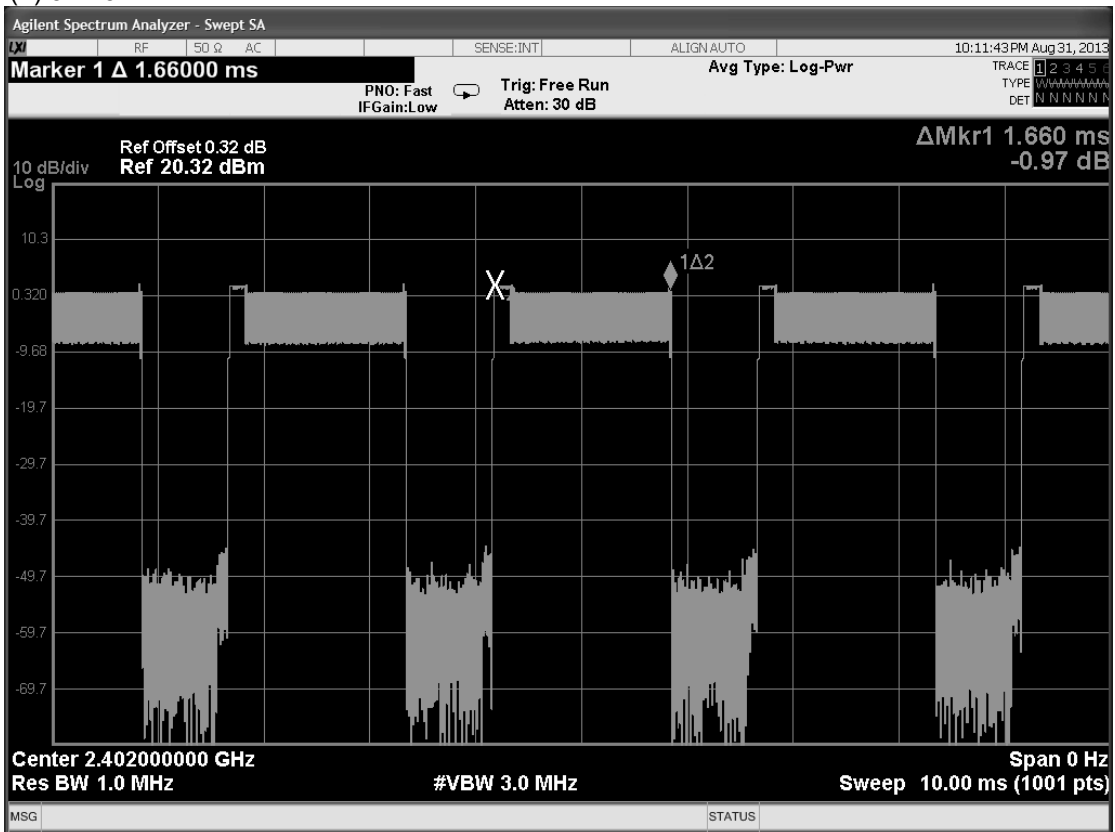 Agilent Spectrum Analyzer - Swept SA
LXI RF 50 Ω AC SENSE:INT ALIGN AUTO 10:11:43 PM Aug 31, 2013
Marker 1 Δ 1.66000 ms
PNO: Fast
IFGain:Low
Trig: Free Run
Atten: 30 dB
Avg Type: Log-Pwr
TRACE 1 2 3 4 5 6
TYPE
DET N N N N N N
ΔMkr1 1.660 ms
-0.97 dB
Ref Offset 0.32 dB
10 dB/div Ref 20.32 dBm
Log
10.3
1Δ2
0.320
-9.68
-19.7
-29.7
-39.7
-49.7
-59.7
-69.7
Center 2.402000000 GHz Span 0 Hz
Res BW 1.0 MHz #VBW 3.0 MHz Sweep 10.00 ms (1001 pts)
MSG STATUS